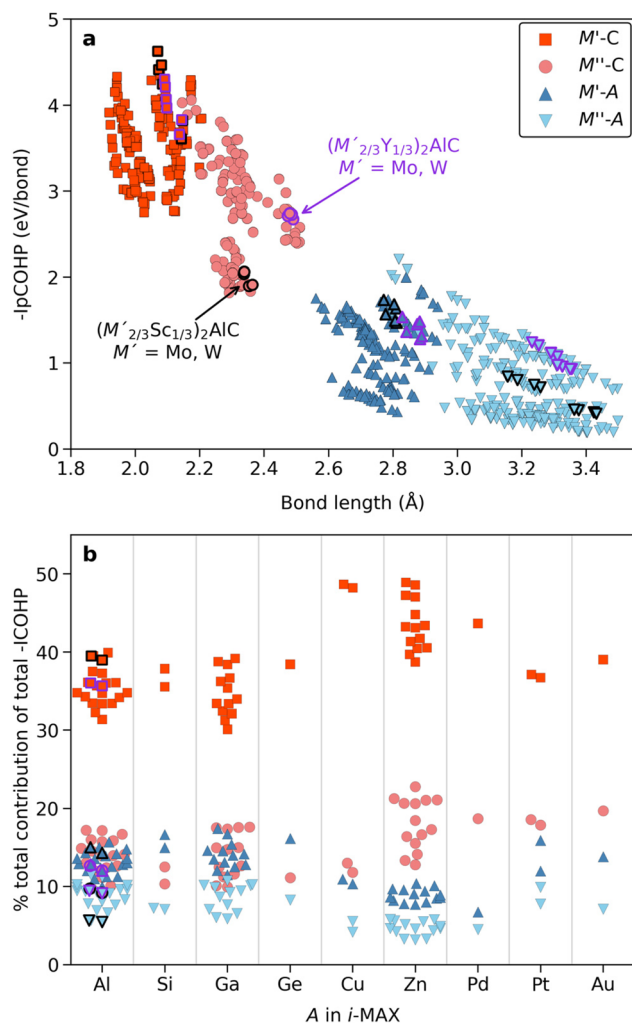 a
5
4
3
2
1
0
-IpCOHP (eV/bond)
M'-C
M''-C
M'-A
M''-A
(M´2/3Y1/3)2AlC
M´ = Mo, W
(M´2/3Sc1/3)2AlC
M´ = Mo, W
1.8 2.0 2.2 2.4 2.6 2.8 3.0 3.2 3.4
Bond length (Å)
b
50
40
30
20
10
0
% total contribution of total -ICOHP
Al Si Ga Ge Cu Zn Pd Pt Au
A in i-MAX